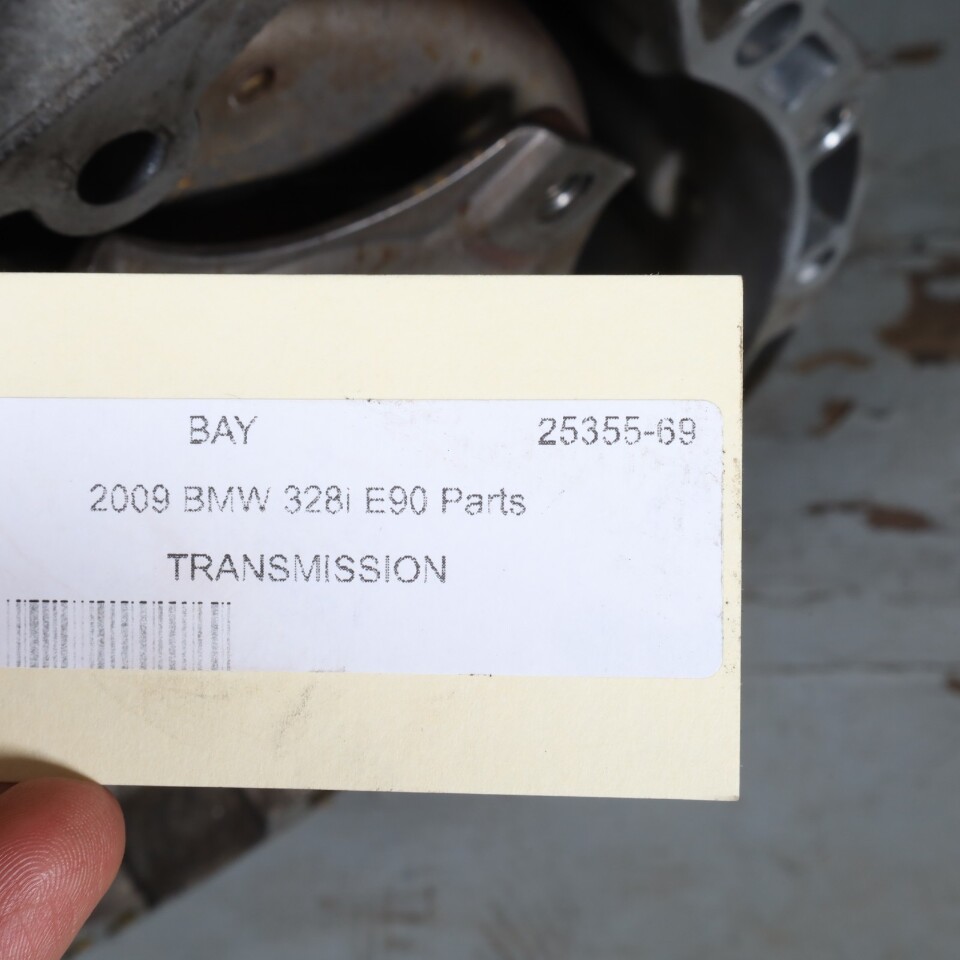 BAY 25355-69
2009 BMW 328i E90 Parts
TRANSMISSION